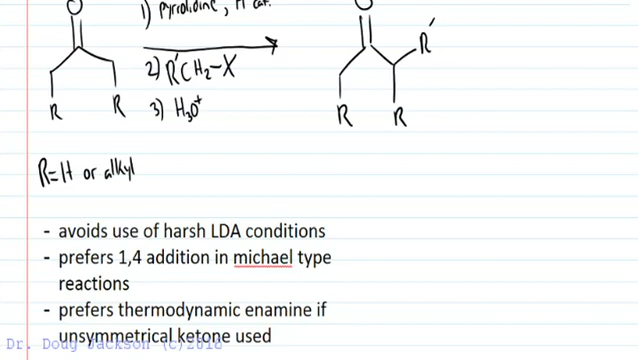 O O
1) Pyrrolidine, H cat.
2) R'CH2-X
3) H3O+
R'
R R R R
R=H or alkyl
- avoids use of harsh LDA conditions
- prefers 1,4 addition in michael type
reactions
- prefers thermodynamic enamine if
unsymmetrical ketone used
Dr. Doug Jackson (c)2018